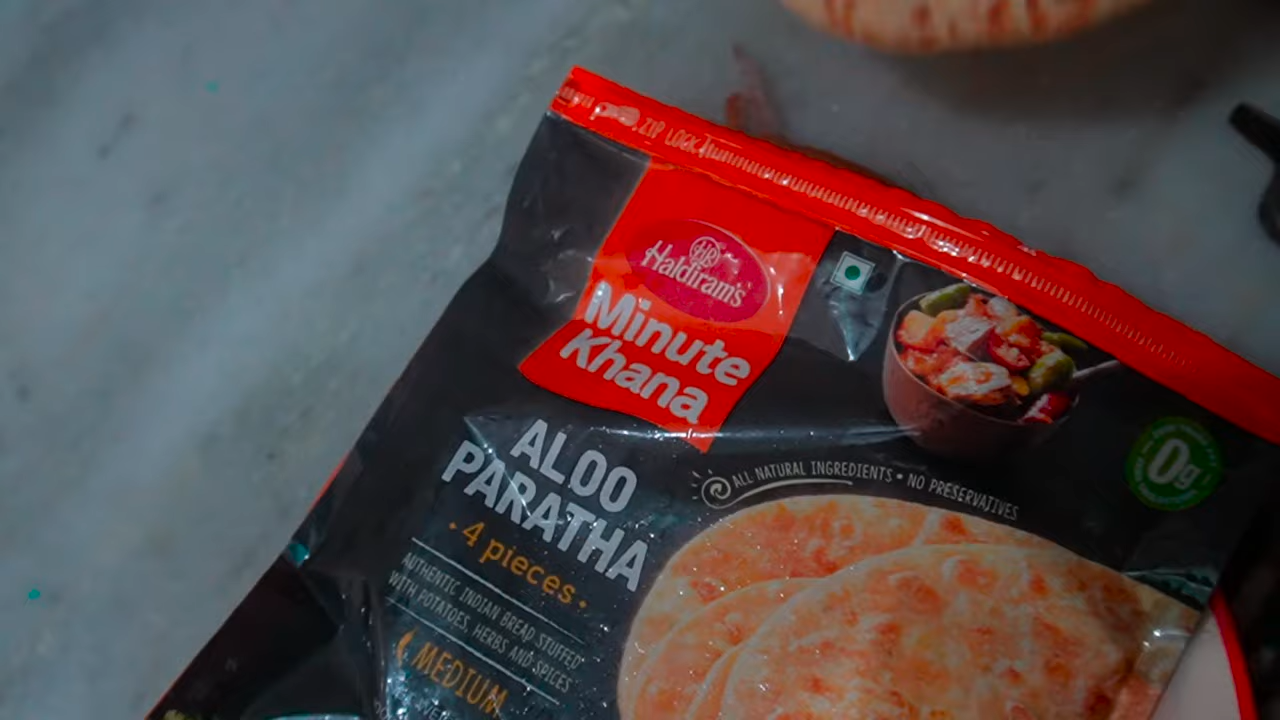 ZIP LOCK
HR
Haldiram's
Minute
Khana
ALOO
PARATHA
4 pieces
AUTHENTIC INDIAN BREAD STUFFED
WITH POTATOES, HERBS AND SPICES
MEDIUM
ALL NATURAL INGREDIENTS • NO PRESERVATIVES
0g